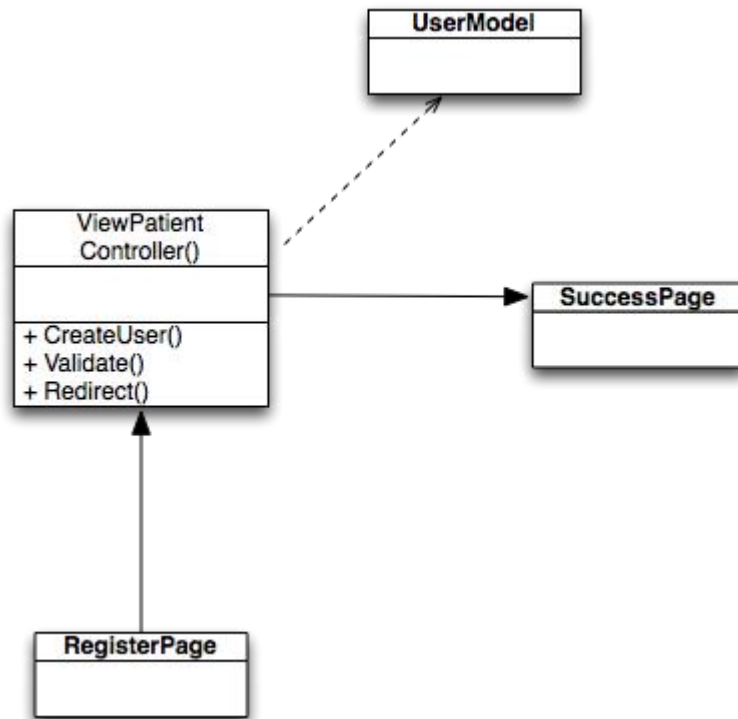 UserModel
ViewPatient
Controller()
+ CreateUser()
+ Validate()
+ Redirect()
SuccessPage
RegisterPage